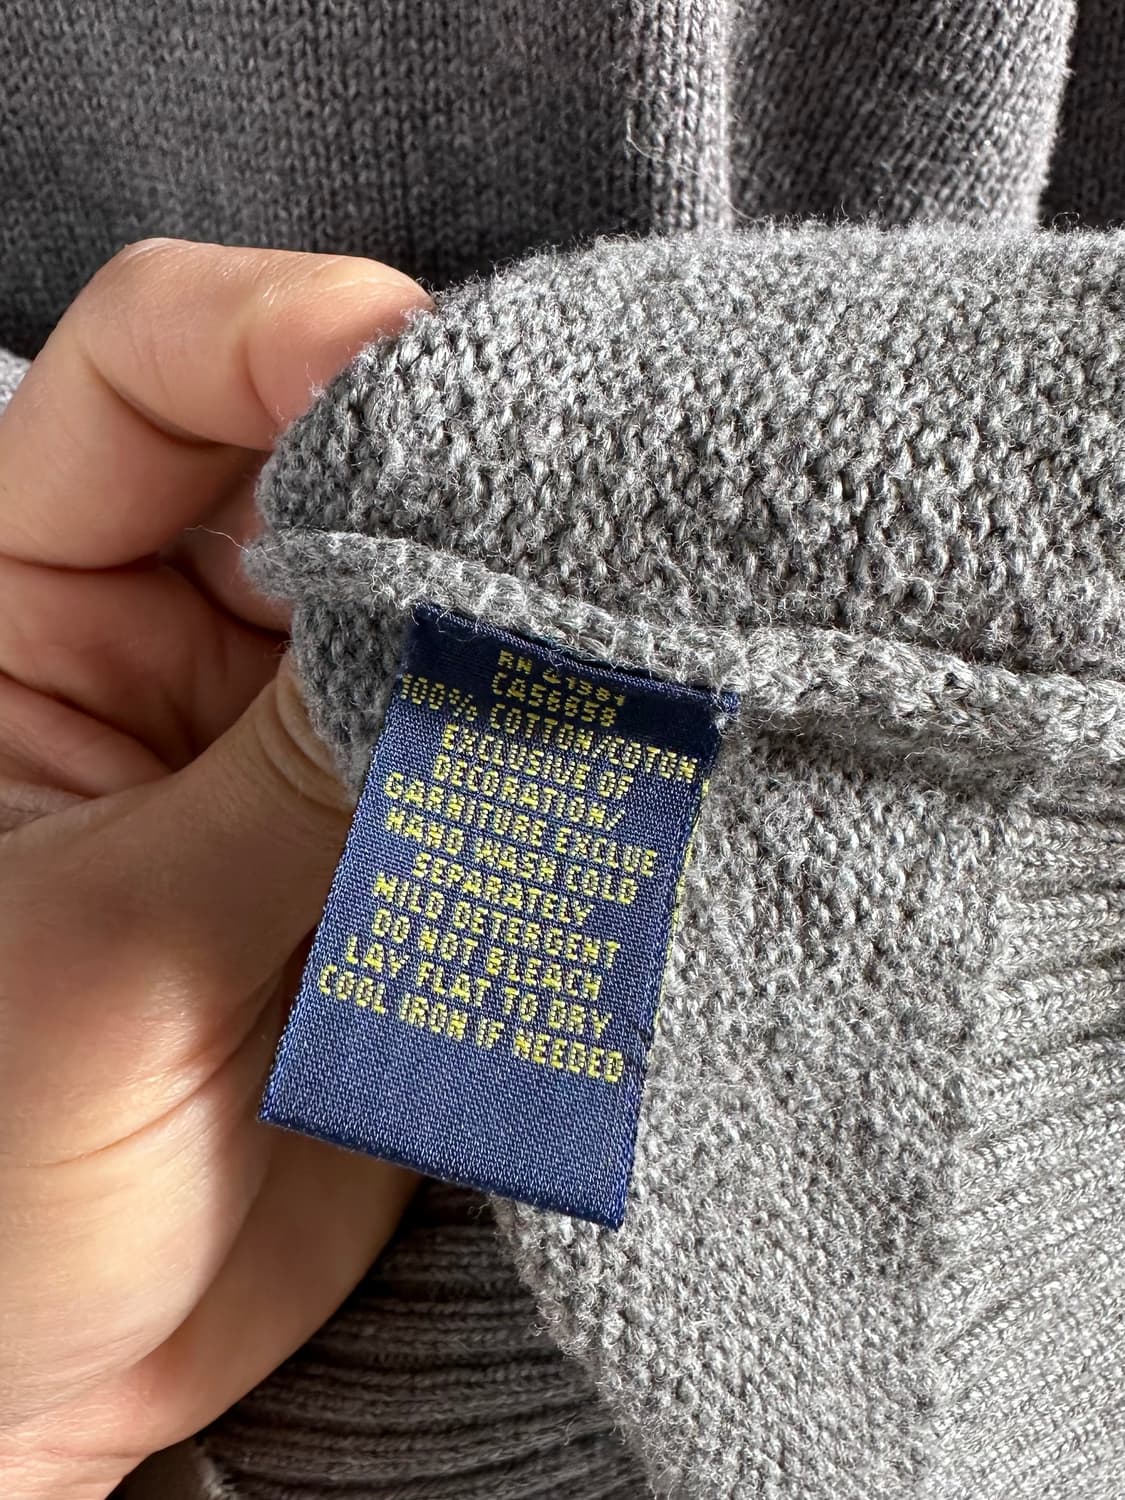 RN 41381
CA56858
100% COTTON/COTON
EXCLUSIVE OF
DECORATION/
GARNITURE EXCLUE
HAND WASH COLD
SEPARATELY
MILD DETERGENT
DO NOT BLEACH
LAY FLAT TO DRY
COOL IRON IF NEEDED